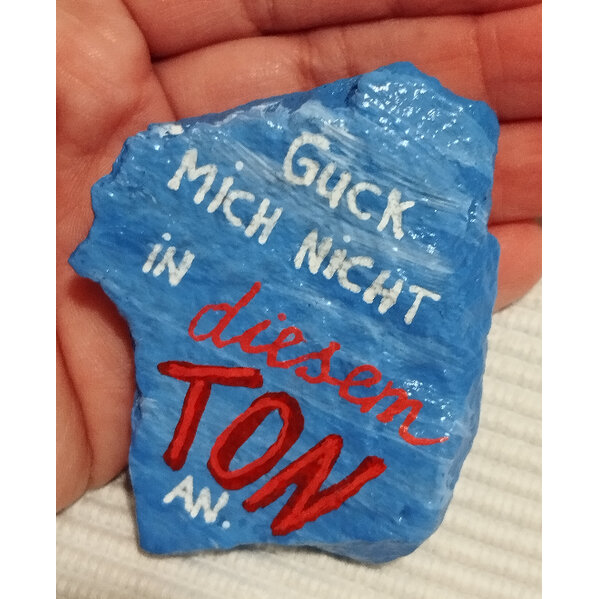 GUCK
MICH NICHT
IN diesem
TON
AN.